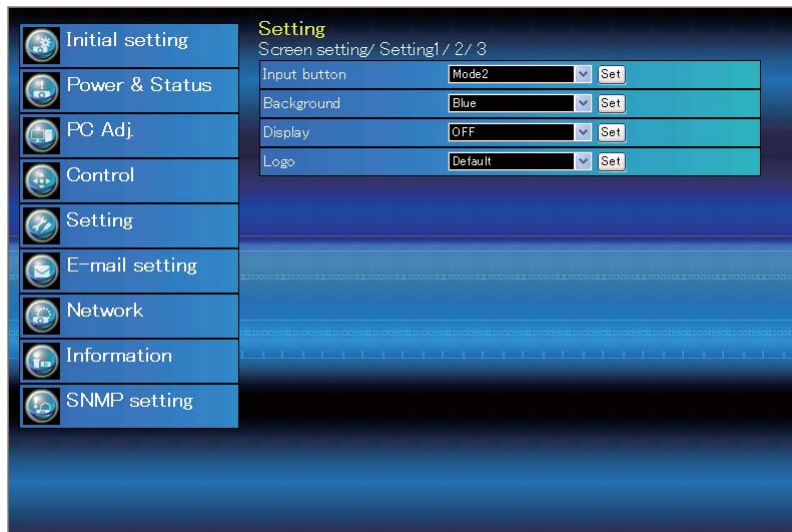 Initial setting
Power & Status
PC Adj.
Control
Setting
E-mail setting
Network
Information
SNMP setting
Setting
Screen setting/ Setting1/ 2/ 3
Input button Mode2 Set
Background Blue Set
Display OFF Set
Logo Default Set